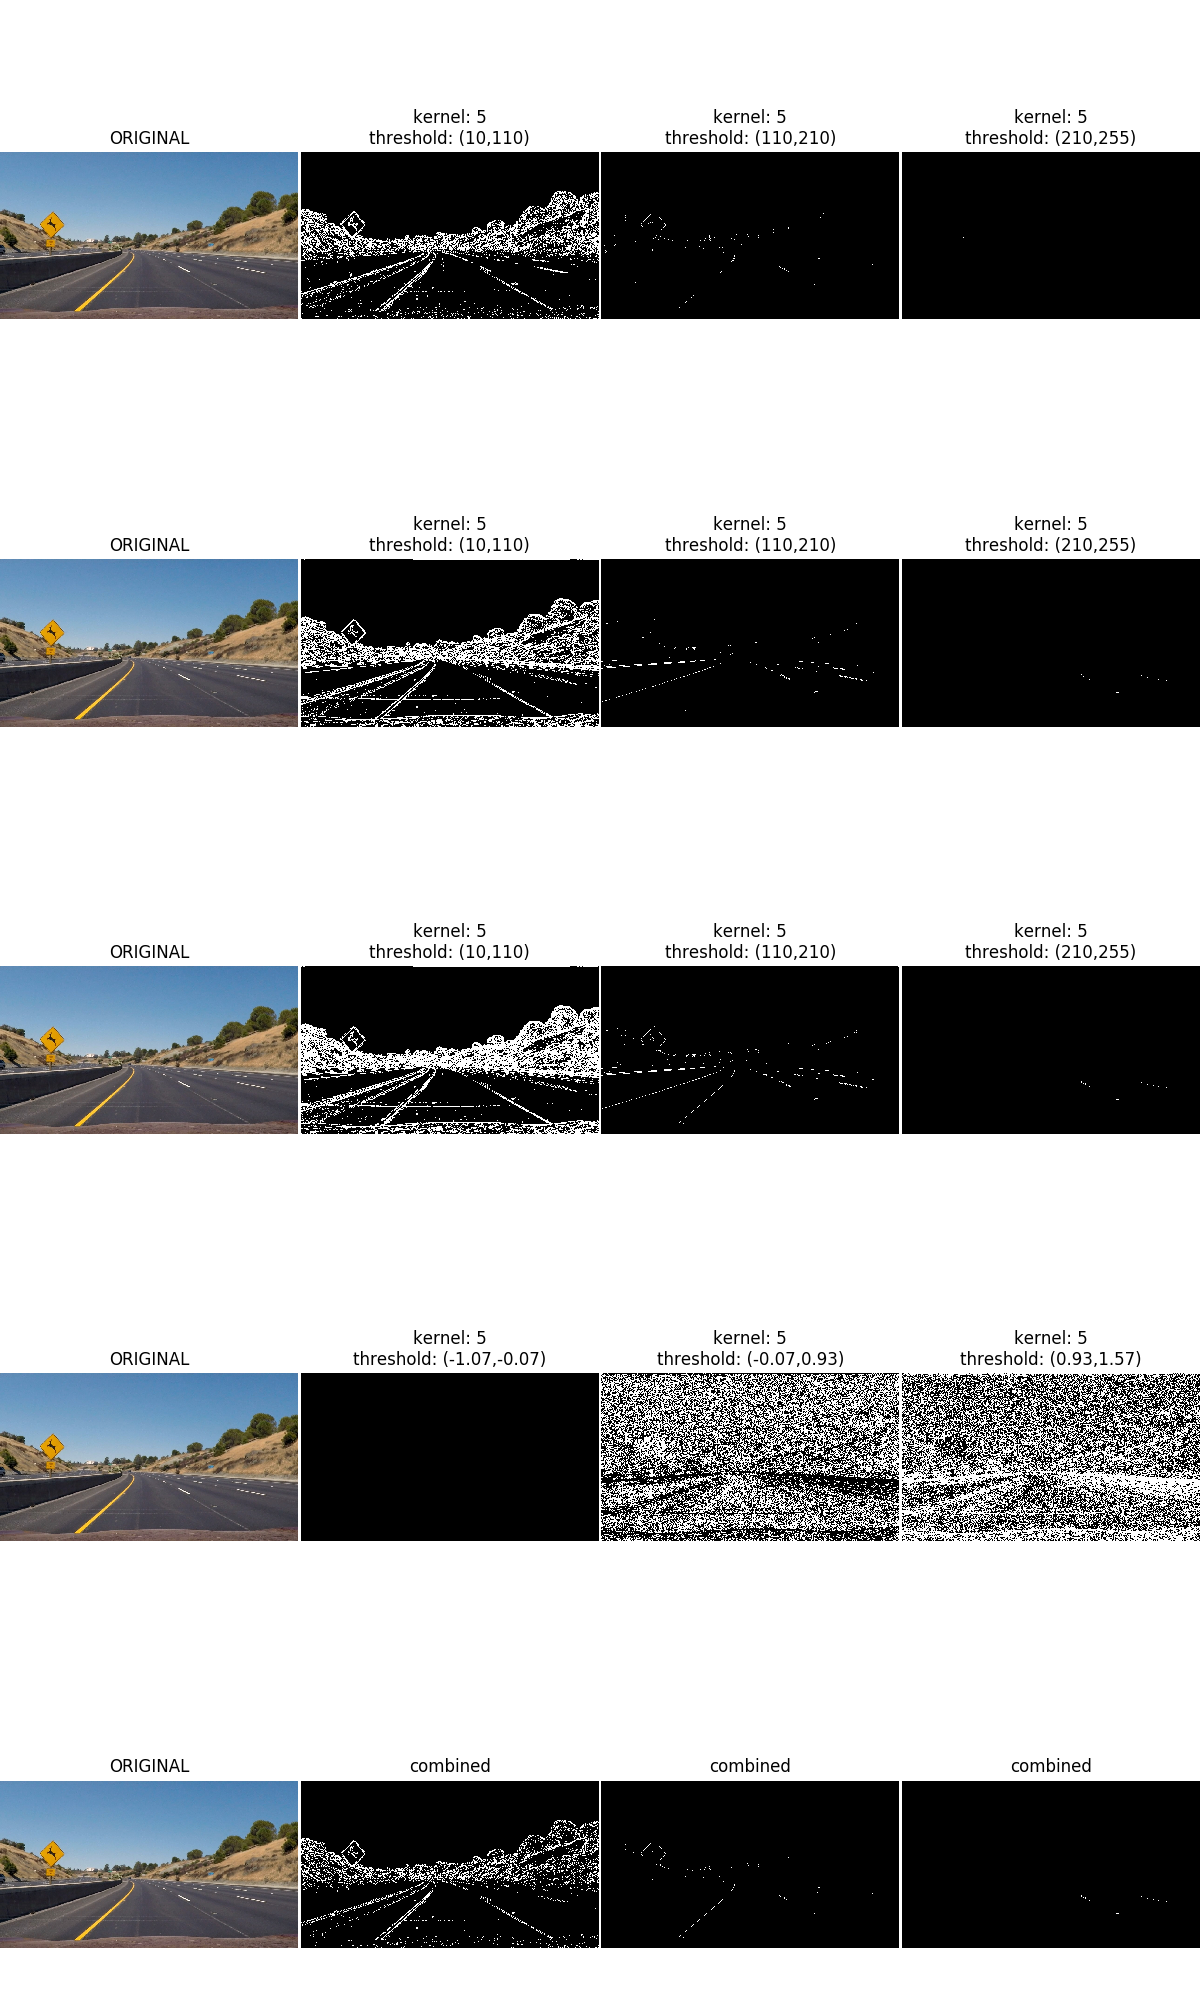 ORIGINAL
kernel: 5
threshold: (10,110)
kernel: 5
threshold: (110,210)
kernel: 5
threshold: (210,255)
ORIGINAL
kernel: 5
threshold: (10,110)
kernel: 5
threshold: (110,210)
kernel: 5
threshold: (210,255)
ORIGINAL
kernel: 5
threshold: (10,110)
kernel: 5
threshold: (110,210)
kernel: 5
threshold: (210,255)
ORIGINAL
kernel: 5
threshold: (-1.07,-0.07)
kernel: 5
threshold: (-0.07,0.93)
kernel: 5
threshold: (0.93,1.57)
ORIGINAL
combined
combined
combined